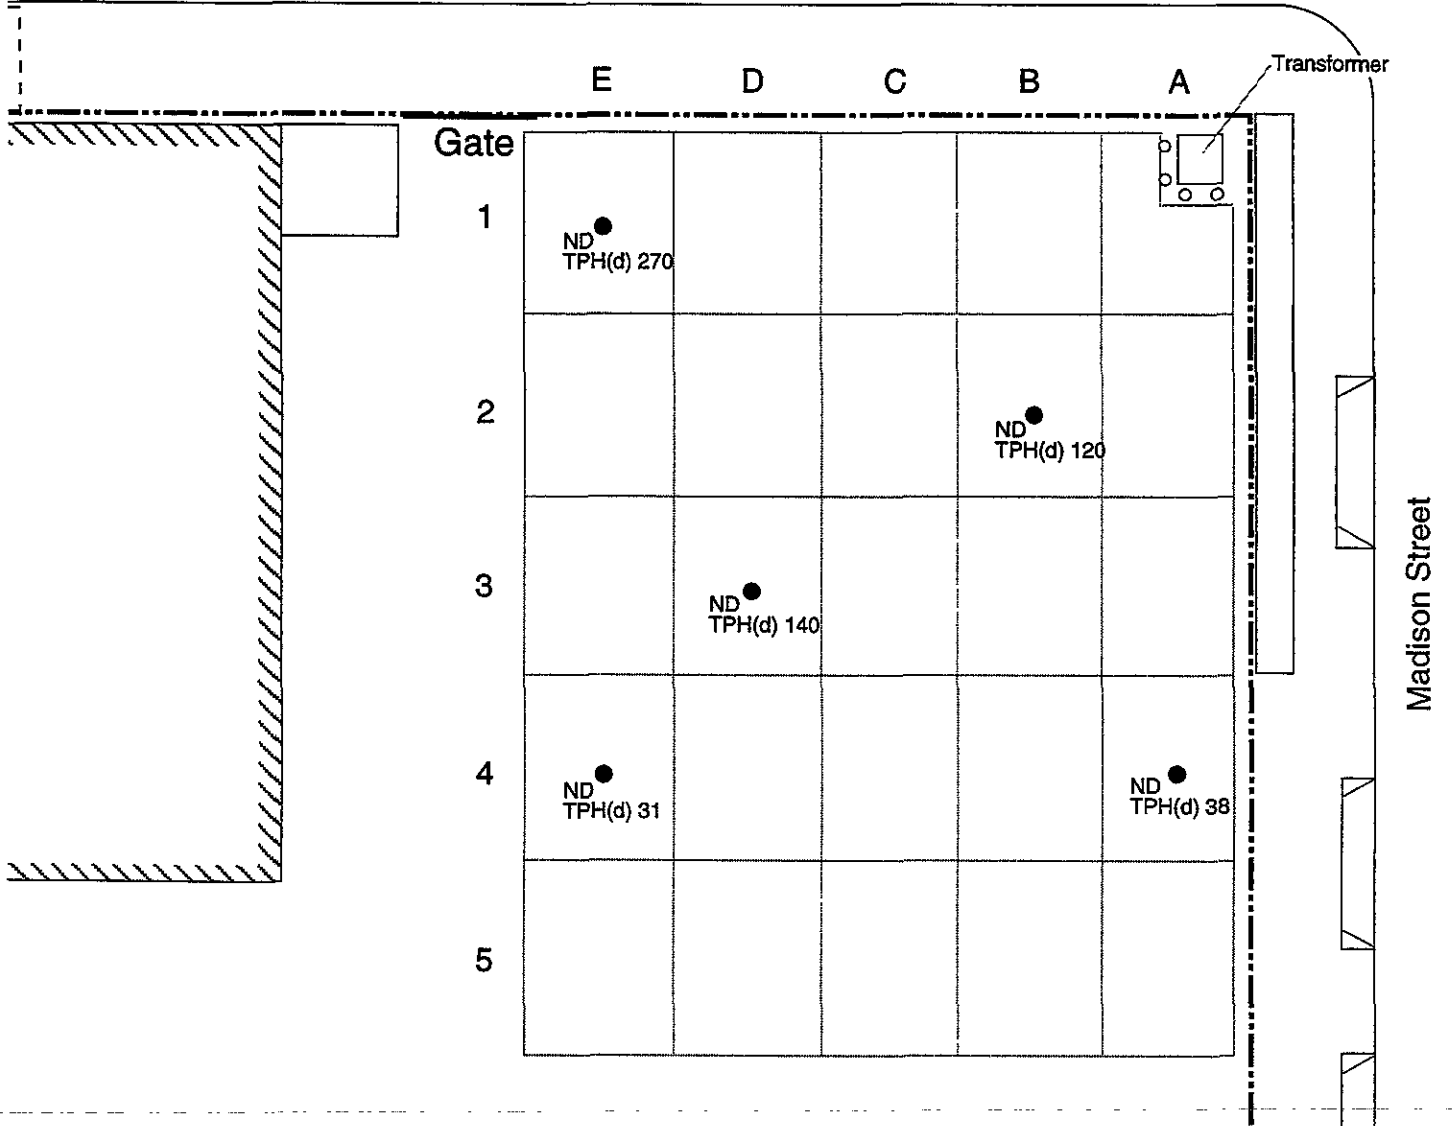 Transformer
E D C B A
Gate
1
ND
TPH(d) 270
2
ND
TPH(d) 120
3
ND
TPH(d) 140
4
ND
TPH(d) 31
ND
TPH(d) 38
5
Madison Street